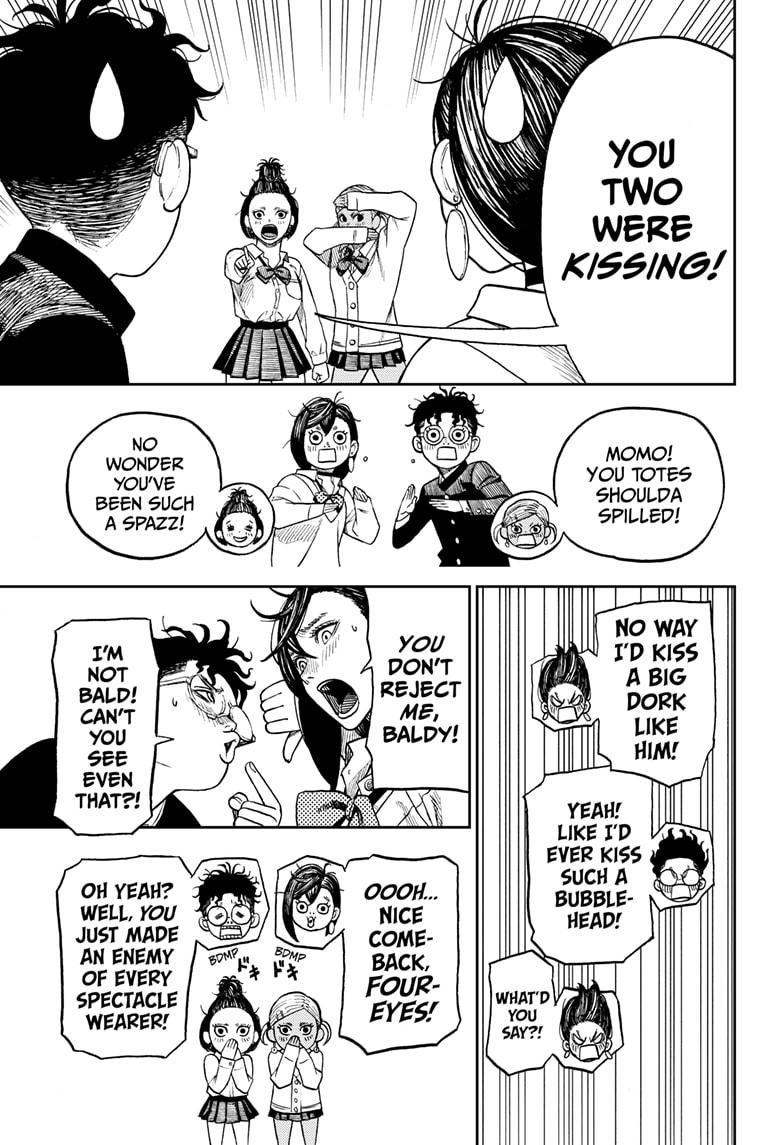 YOU
TWO
WERE
KISSING!
MOMO!
YOU TOTES
SHOULDA
SPILLED!
NO
WONDER
YOU'VE
BEEN SUCH
A SPAZZ!
NO WAY
I'D KISS
A BIG
DORK
LIKE
HIM!
YEAH!
LIKE I'D
EVER KISS
SUCH A
BUBBLE-
HEAD!
WHAT'D
YOU
SAY?!
YOU
DON'T
REJECT
ME,
BALDY!
I'M
NOT
BALD!
CAN'T
YOU
SEE
EVEN
THAT?!
OOOH...
NICE
COME-
BACK,
FOUR-
EYES!
OH YEAH?
WELL, YOU
JUST MADE
AN ENEMY
OF EVERY
SPECTACLE
WEARER!
BDMP
ドキ
BDMP
ドキ